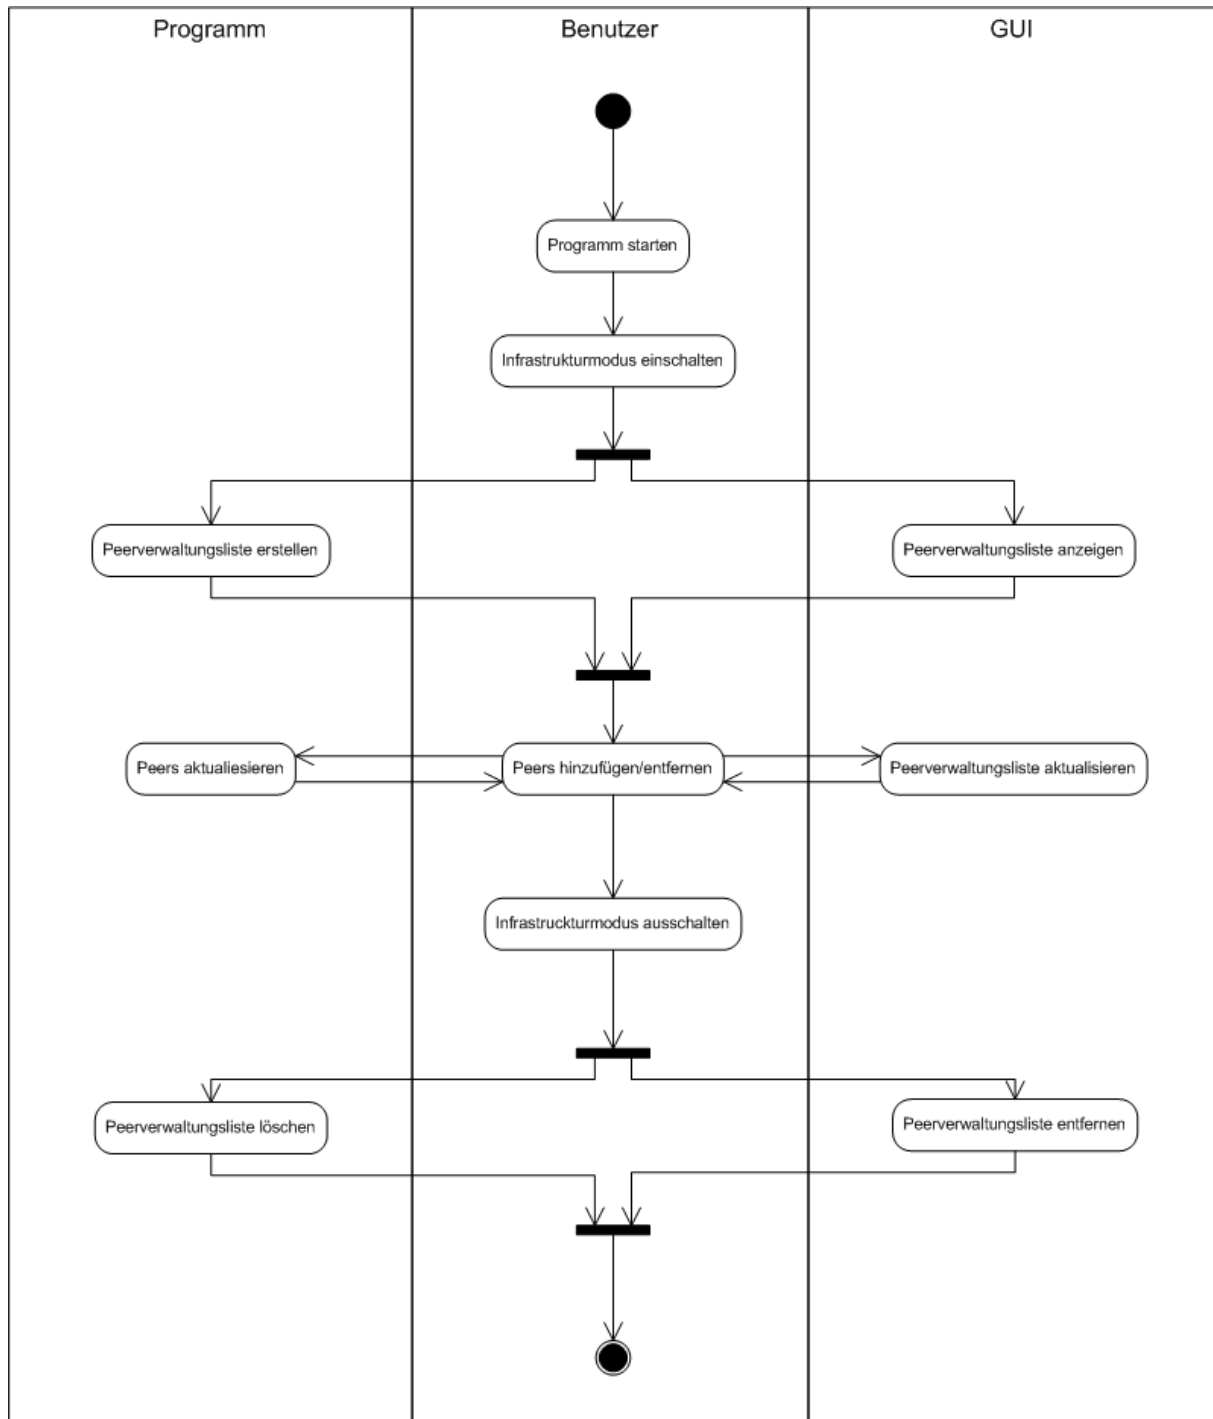 Programm
Benutzer
GUI
Programm starten
Infrastrukturmodus einschalten
Peerverwaltungsliste erstellen
Peerverwaltungsliste anzeigen
Peers aktualiesieren
Peers hinzufügen/entfernen
Peerverwaltungsliste aktualisieren
Infrastruckturmodus ausschalten
Peerverwaltungsliste löschen
Peerverwaltungsliste entfernen